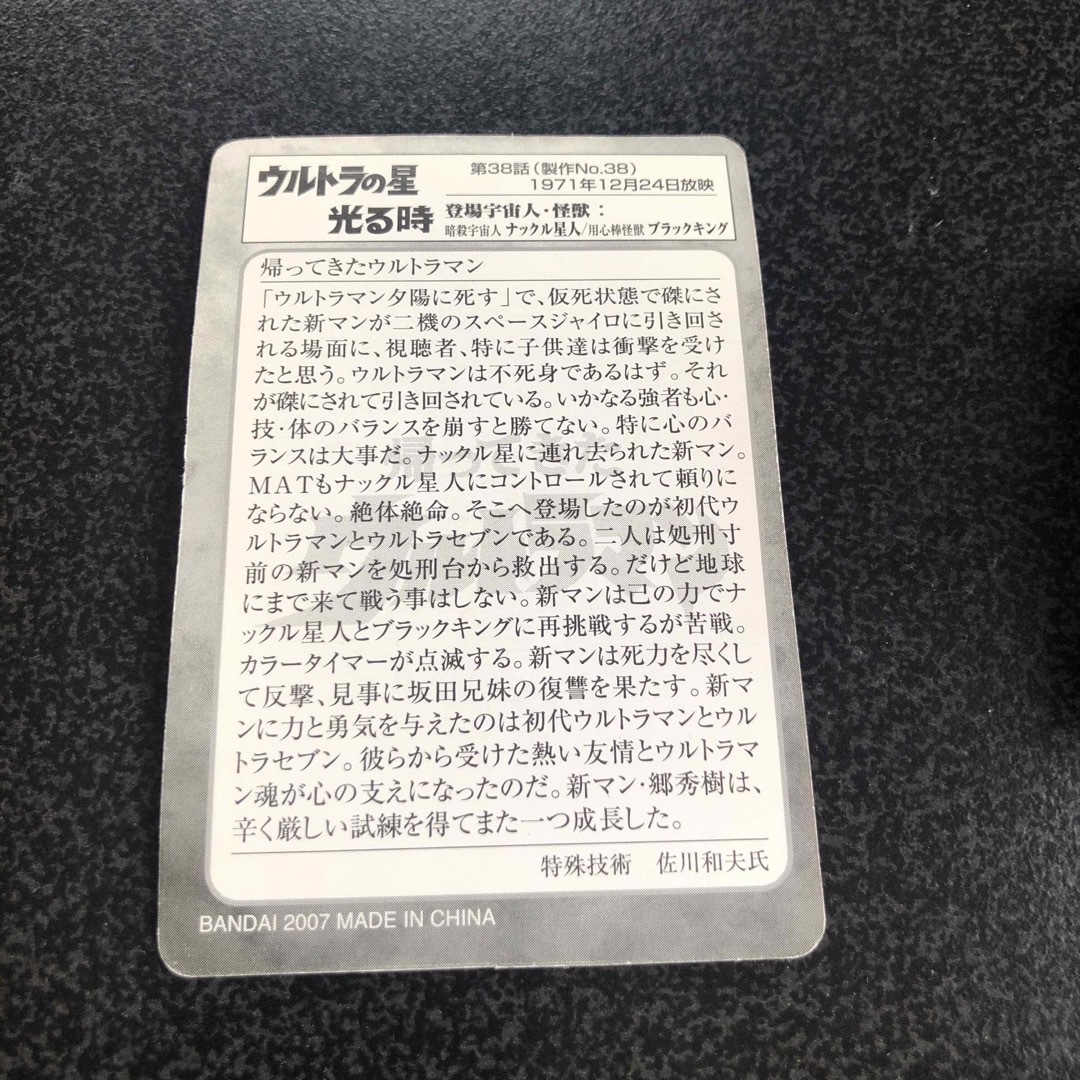 ウルトラの星
光る時
第38話(製作No.38)
1971年12月24日放映
登場宇宙人・怪獣：
暗殺宇宙人 ナックル星人/用心棒怪獣 ブラックキング
帰ってきたウルトラマン
「ウルトラマン夕陽に死す」で、仮死状態で磔にさ
れた新マンが二機のスペースジャイロに引き回さ
れる場面に、視聴者、特に子供達は衝撃を受け
たと思う。ウルトラマンは不死身であるはず。それ
が磔にされて引き回されている。いかなる強者も心・
技・体のバランスを崩すと勝てない。特に心のバ
ランスは大事だ。ナックル星に連れ去られた新マン。
MATもナックル星人にコントロールされて頼りに
ならない。絶体絶命。そこへ登場したのが初代ウ
ルトラマンとウルトラセブンである。二人は処刑寸
前の新マンを処刑台から救出する。だけど地球
にまで来て戦う事はしない。新マンは己の力でナ
ックル星人とブラックキングに再挑戦するが苦戦。
カラータイマーが点滅する。新マンは死力を尽くし
て反撃、見事に坂田兄妹の復讐を果たす。新マ
ンに力と勇気を与えたのは初代ウルトラマンとウル
トラセブン。彼らから受けた熱い友情とウルトラマ
ン魂が心の支えになったのだ。新マン・郷秀樹は、
辛く厳しい試練を得てまた一つ成長した。
特殊技術　佐川和夫氏
帰ってきた
ウルトラマン
BANDAI 2007 MADE IN CHINA